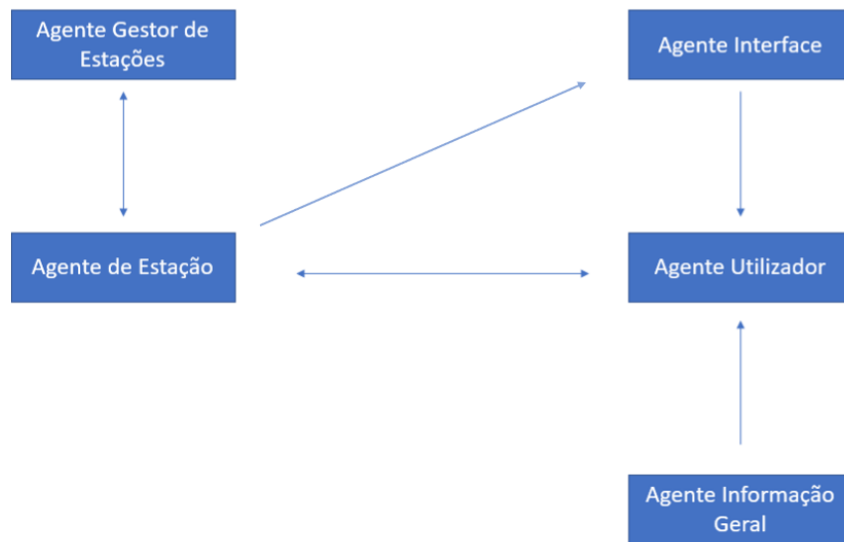 Agente Gestor de
Estações
Agente Interface
Agente de Estação
Agente Utilizador
Agente Informação
Geral